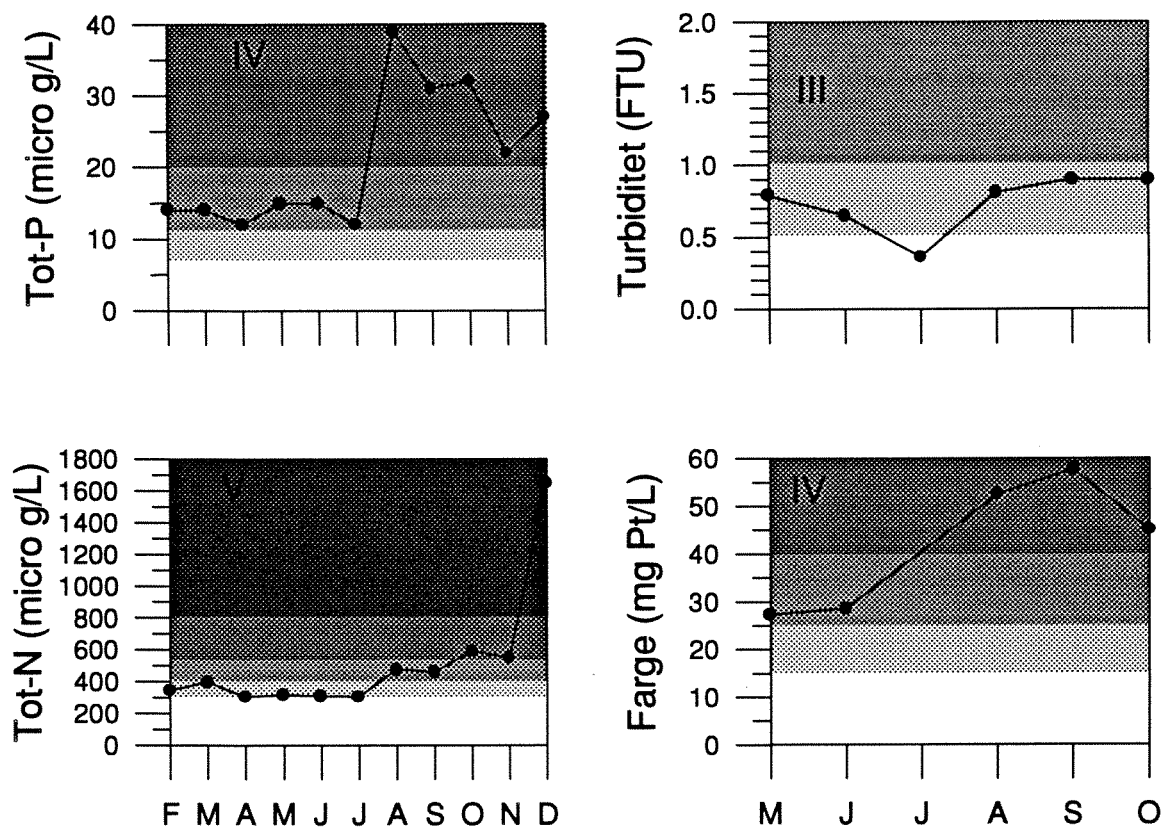 Tot-P (micro g/L)
40
30
20
10
0
IV
Turbiditet (FTU)
2.0
1.5
1.0
0.5
0.0
III
Tot-N (micro g/L)
1800
1600
1400
1200
1000
800
600
400
200
0
V
F M A M J J A S O N D
Farge (mg Pt/L)
60
50
40
30
20
10
0
IV
M J J A S O